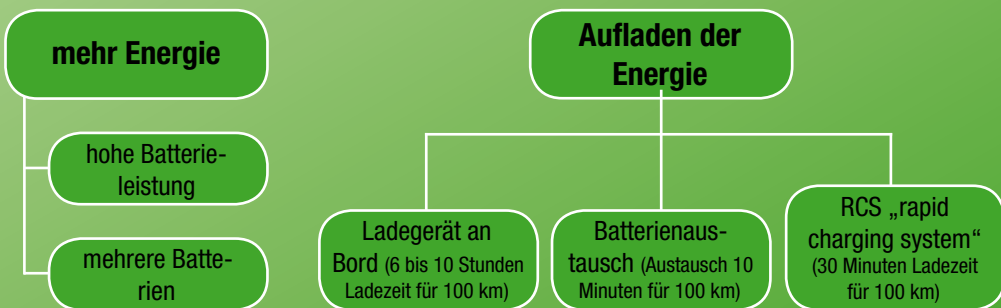 mehr Energie
hohe Batterie-
leistung
mehrere Batte-
rien
Aufladen der
Energie
Ladegerät an
Bord (6 bis 10 Stunden
Ladezeit für 100 km)
Batterienaus-
tausch (Austausch 10
Minuten für 100 km)
RCS „rapid
charging system“
(30 Minuten Ladezeit
für 100 km)